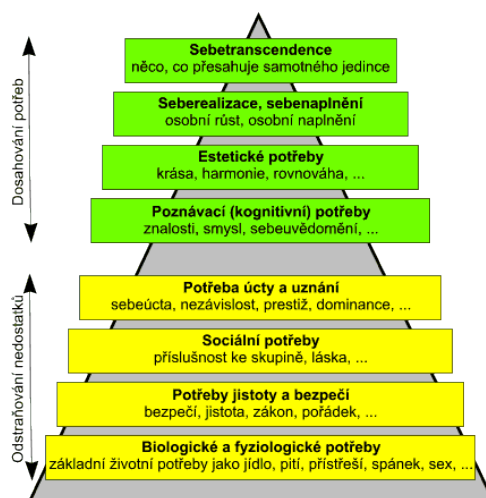 Sebetranscendence
něco, co přesahuje samotného jedince
Seberealizace, sebenaplnění
osobní růst, osobní naplnění
Estetické potřeby
krása, harmonie, rovnováha, ...
Poznávací (kognitivní) potřeby
znalosti, smysl, sebeuvědomění, ...
Dosahování potřeb
Potřeba úcty a uznání
sebeúcta, nezávislost, prestiž, dominance, ...
Sociální potřeby
příslušnost ke skupině, láska, ...
Potřeby jistoty a bezpečí
bezpečí, jistota, zákon, pořádek, ...
Biologické a fyziologické potřeby
základní životní potřeby jako jídlo, pití, přístřeší, spánek, sex, ...
Odstraňování nedostatků